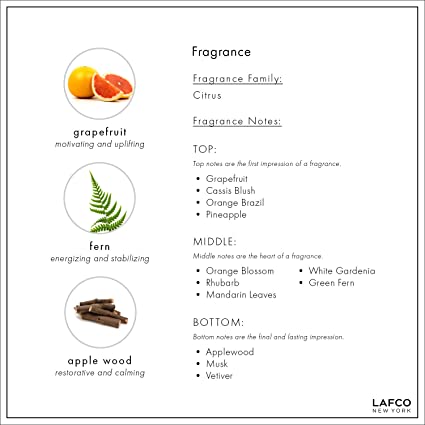 grapefruit
motivating and uplifting
fern
energizing and stabilizing
apple wood
restorative and calming
Fragrance
Fragrance Family:
Citrus
Fragrance Notes:
TOP:
Top notes are the first impression of a fragrance.
• Grapefruit
• Cassis Blush
• Orange Brazil
• Pineapple
MIDDLE:
Middle notes are the heart of a fragrance.
• Orange Blossom
• Rhubarb
• Mandarin Leaves
• White Gardenia
• Green Fern
BOTTOM:
Bottom notes are the final and lasting impression.
• Applewood
• Musk
• Vetiver
LAFCO
NEW YORK